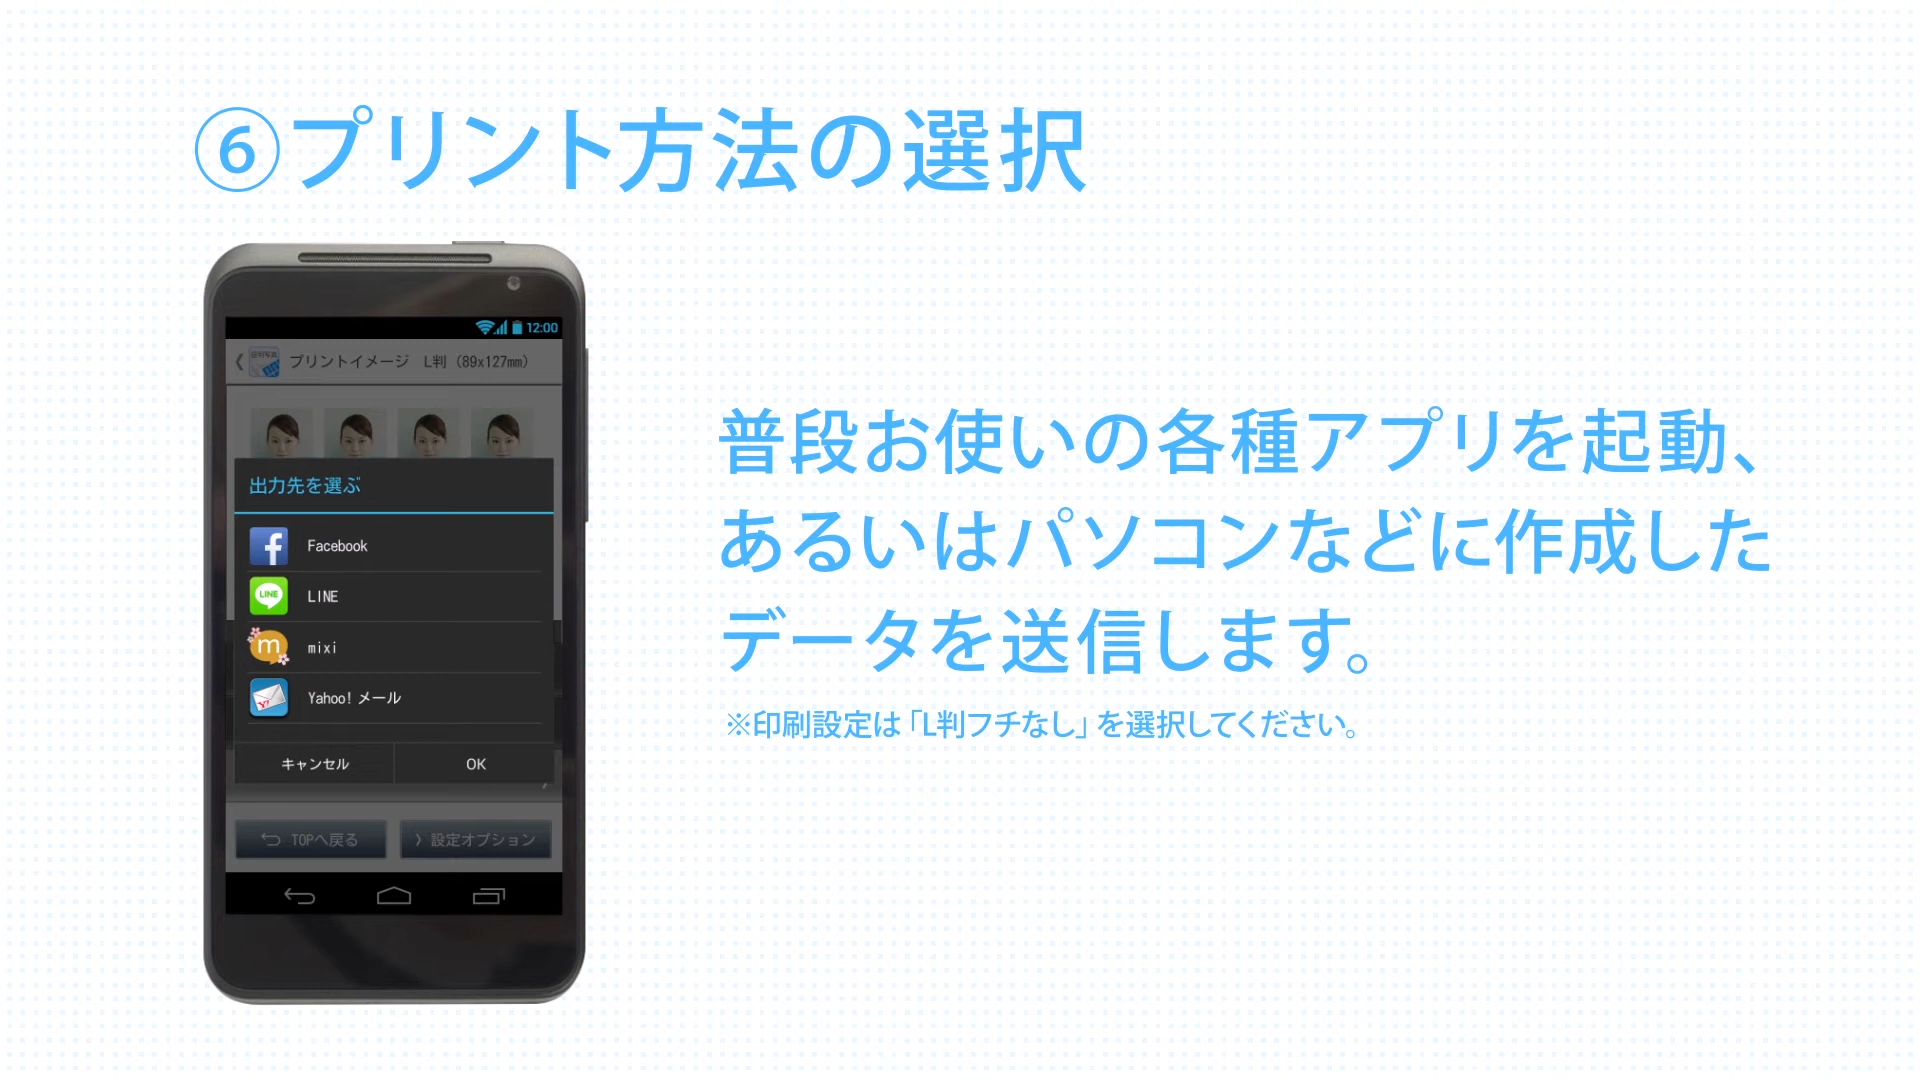 ⑥プリント方法の選択
12:00
証明写真
プリントイメージ　L判（89x127mm）
出力先を選ぶ
Facebook
LINE
LINE
m
mixi
Yahoo! メール
キャンセル
OK
TOPへ戻る
設定オプション
普段お使いの各種アプリを起動、
あるいはパソコンなどに作成した
データを送信します。
※印刷設定は「L判フチなし」を選択してください。